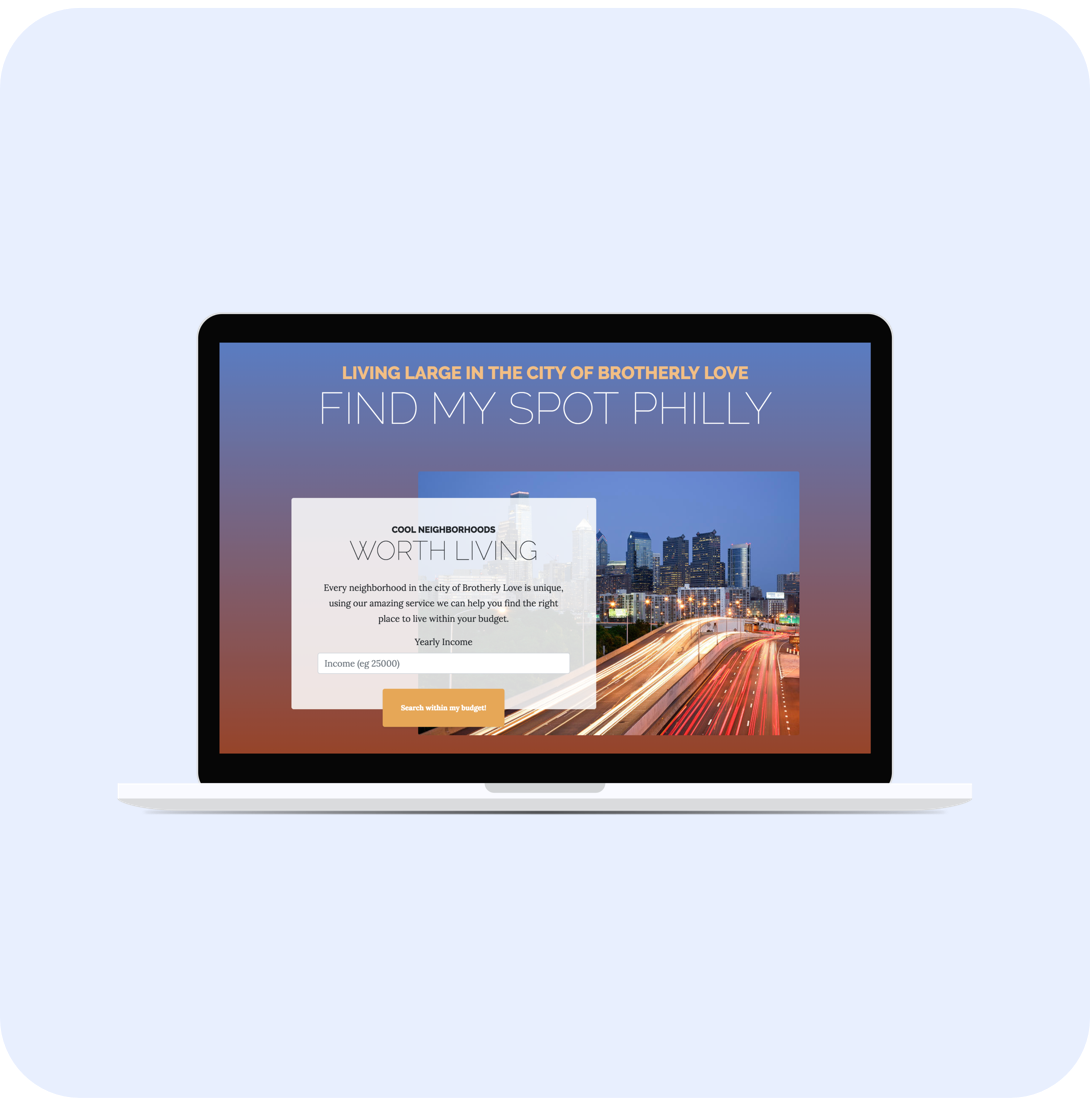 LIVING LARGE IN THE CITY OF BROTHERLY LOVE
FIND MY SPOT PHILLY
COOL NEIGHBORHOODS
WORTH LIVING
Every neighborhood in the city of Brotherly Love is unique,
using our amazing service we can help you find the right
place to live within your budget.
Yearly Income
Income (eg 25000)
Search within my budget!